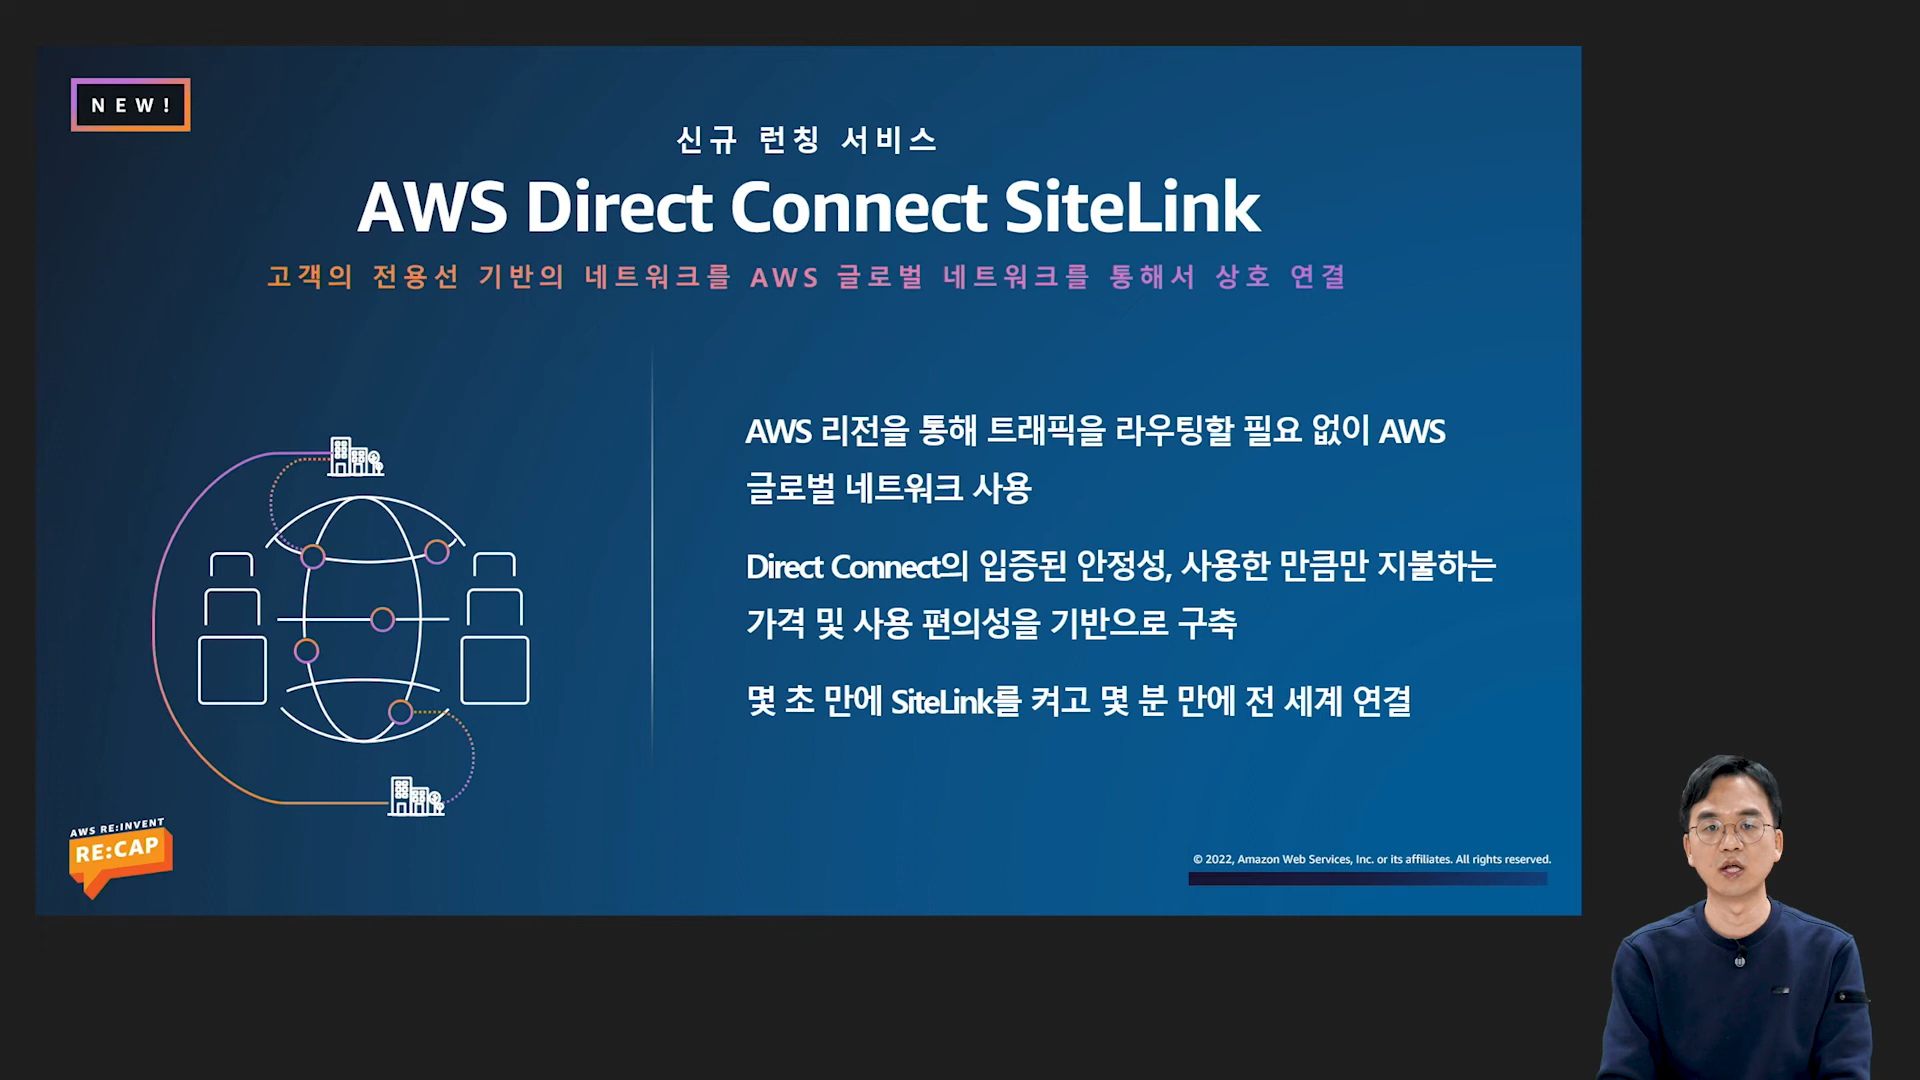 NEW!
신규 런칭 서비스
AWS Direct Connect SiteLink
고객의 전용선 기반의 네트워크를 AWS 글로벌 네트워크를 통해서 상호 연결
AWS 리전을 통해 트래픽을 라우팅할 필요 없이 AWS
글로벌 네트워크 사용
Direct Connect의 입증된 안정성, 사용한 만큼만 지불하는
가격 및 사용 편의성을 기반으로 구축
몇 초 만에 SiteLink를 켜고 몇 분 만에 전 세계 연결
AWS RE:INVENT
RE:CAP
© 2022, Amazon Web Services, Inc. or its affiliates. All rights reserved.